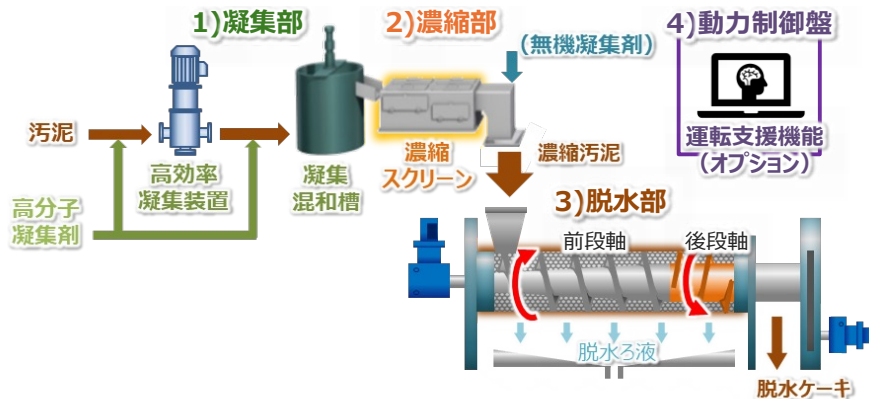 1)凝集部
2)濃縮部
(無機凝集剤)
4)動力制御盤
汚泥
高効率
凝集装置
高分子
凝集剤
凝集
混和槽
濃縮
スクリーン
濃縮汚泥
運転支援機能
(オプション)
3)脱水部
前段軸
後段軸
脱水ろ液
脱水ケーキ